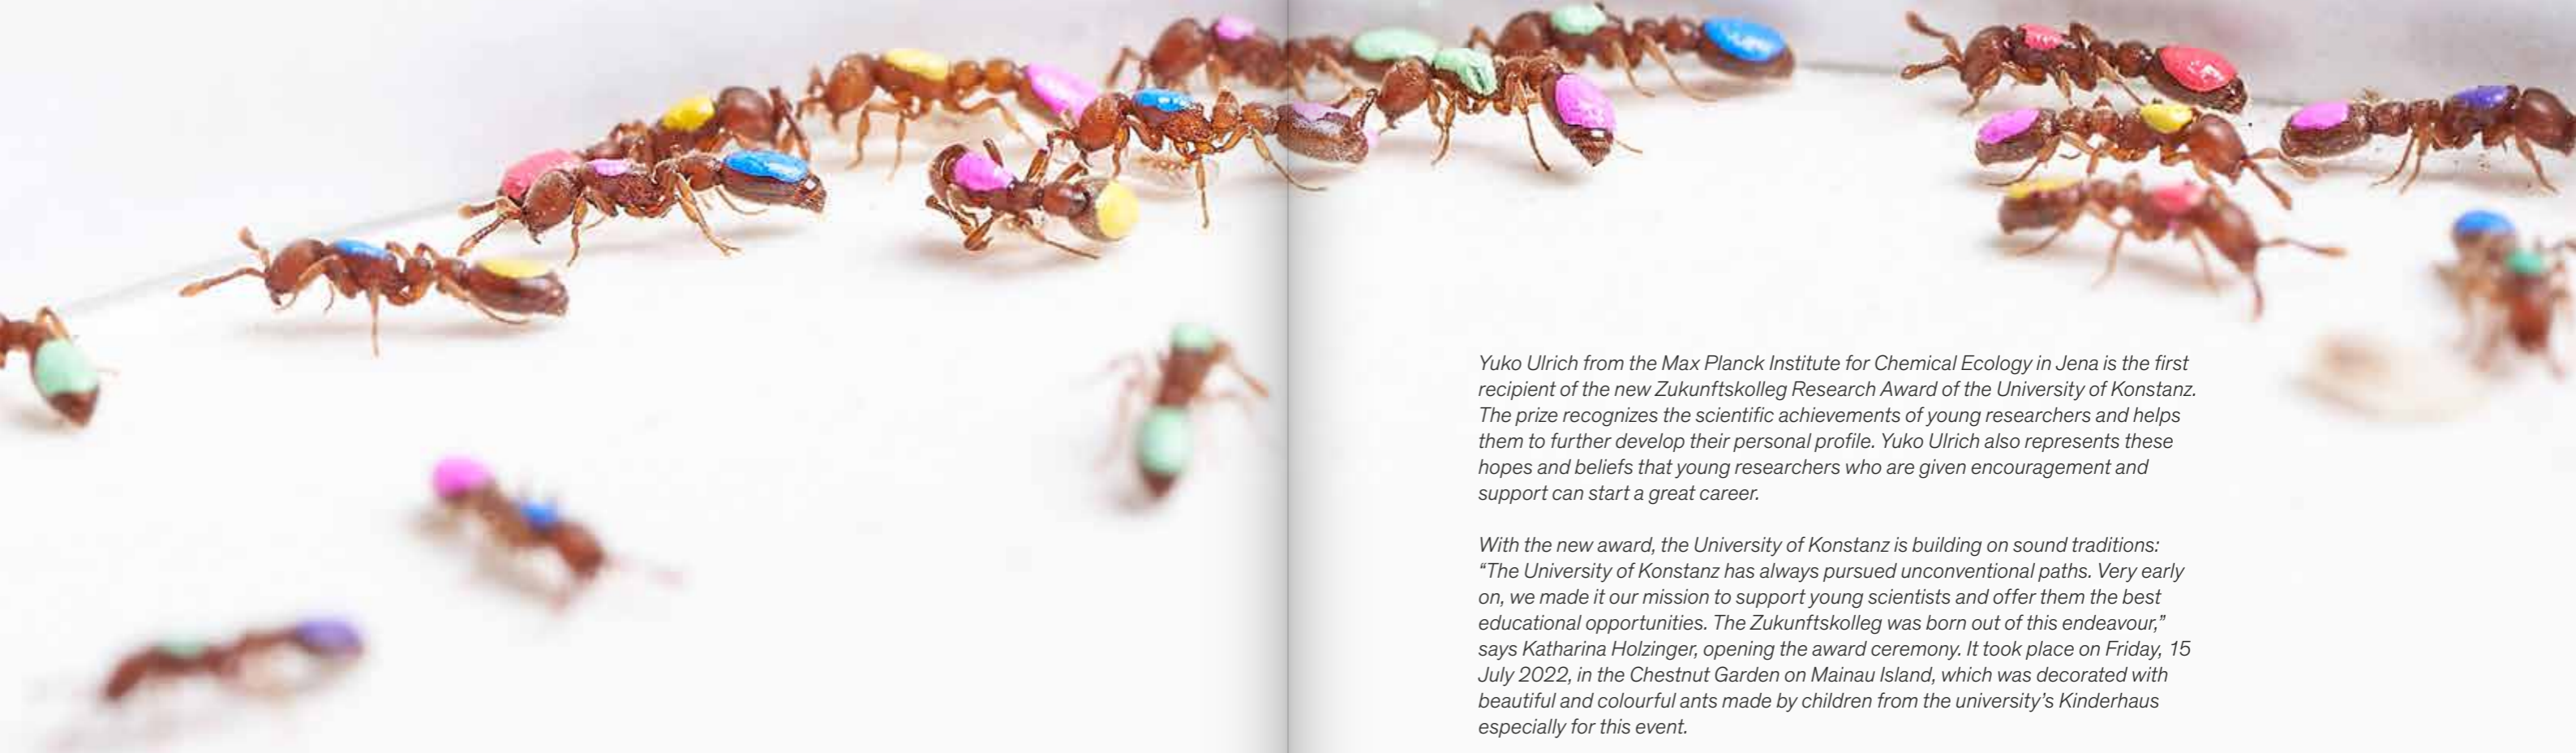 Yuko Ulrich from the Max Planck Institute for Chemical Ecology in Jena is the first
recipient of the new Zukunftskolleg Research Award of the University of Konstanz.
The prize recognizes the scientific achievements of young researchers and helps
them to further develop their personal profile. Yuko Ulrich also represents these
hopes and beliefs that young researchers who are given encouragement and
support can start a great career.
With the new award, the University of Konstanz is building on sound traditions:
“The University of Konstanz has always pursued unconventional paths. Very early
on, we made it our mission to support young scientists and offer them the best
educational opportunities. The Zukunftskolleg was born out of this endeavour,”
says Katharina Holzinger, opening the award ceremony. It took place on Friday, 15
July 2022, in the Chestnut Garden on Mainau Island, which was decorated with
beautiful and colourful ants made by children from the university’s Kinderhaus
especially for this event.